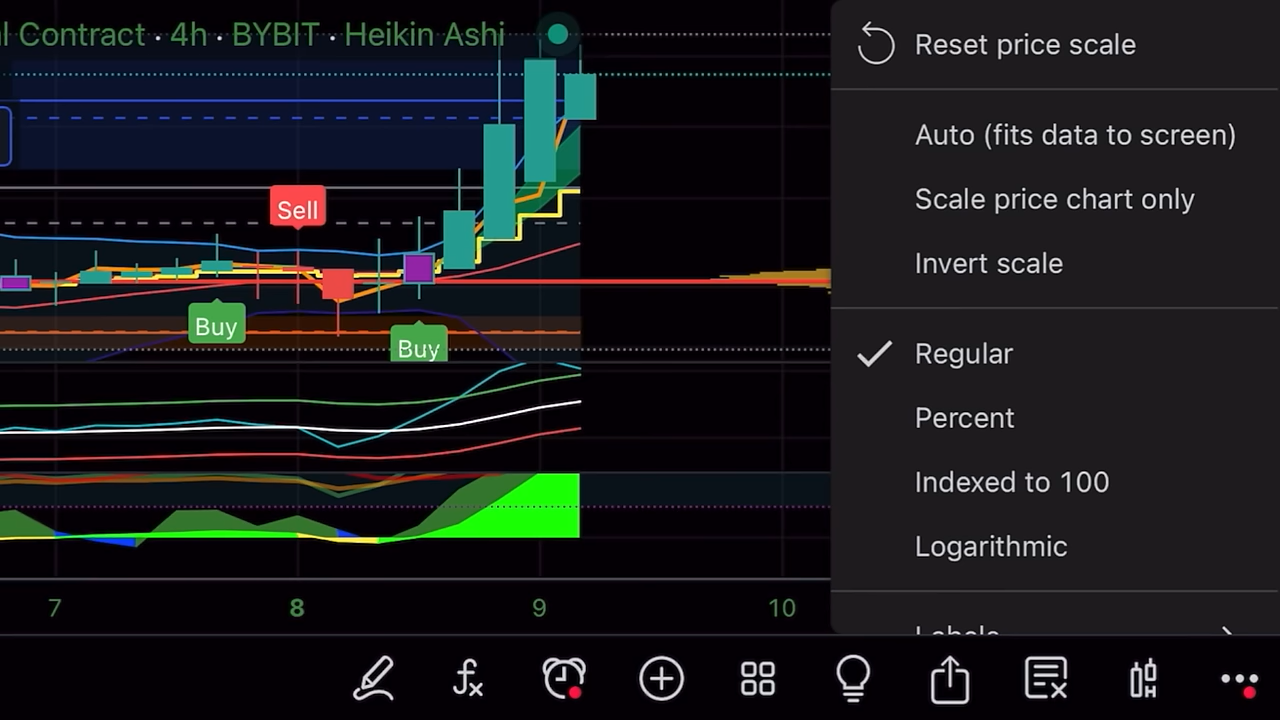 l Contract · 4h · BYBIT · Heikin Ashi
Sell
Buy
Buy
7
8
9
10
Reset price scale
Auto (fits data to screen)
Scale price chart only
Invert scale
Regular
Percent
Indexed to 100
Logarithmic
Labels